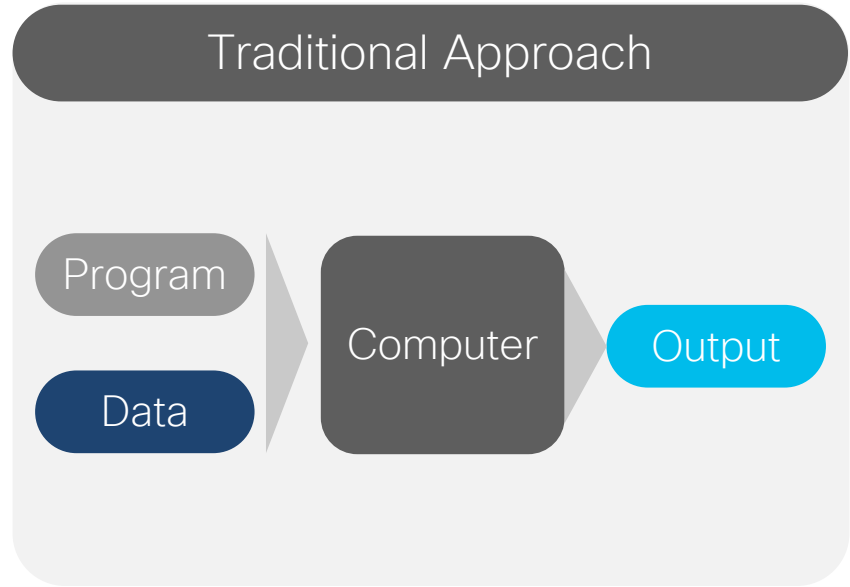 Traditional Approach
Program
Data
Computer
Output